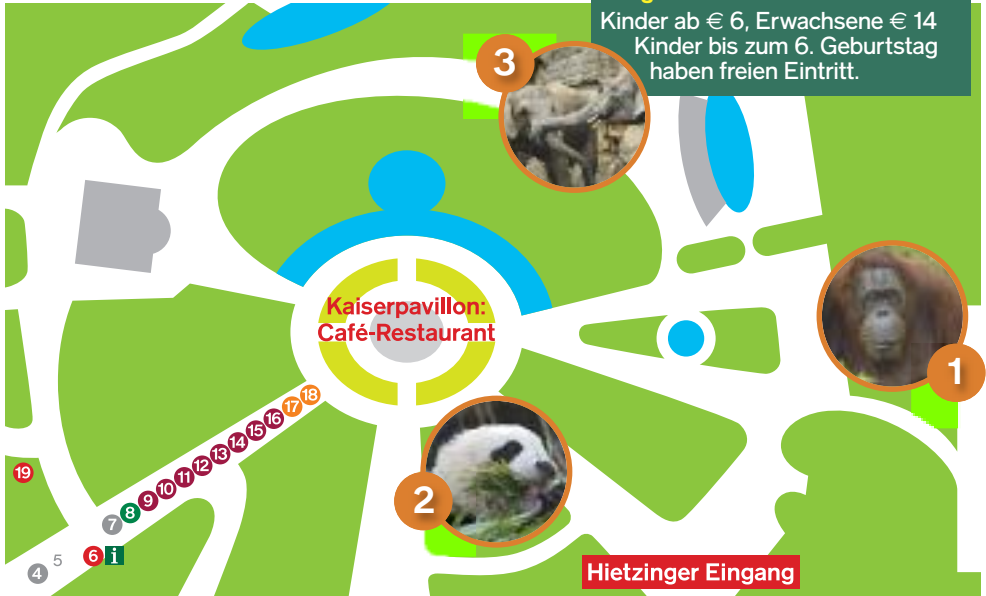 Kinder ab € 6, Erwachsene € 14
Kinder bis zum 6. Geburtstag
haben freien Eintritt.
3
Kaiserpavillon:
Café-Restaurant
1
18
17
16
15
14
13
12
11
10
9
8
7
19
2
6 i
5
4
Hietzinger Eingang